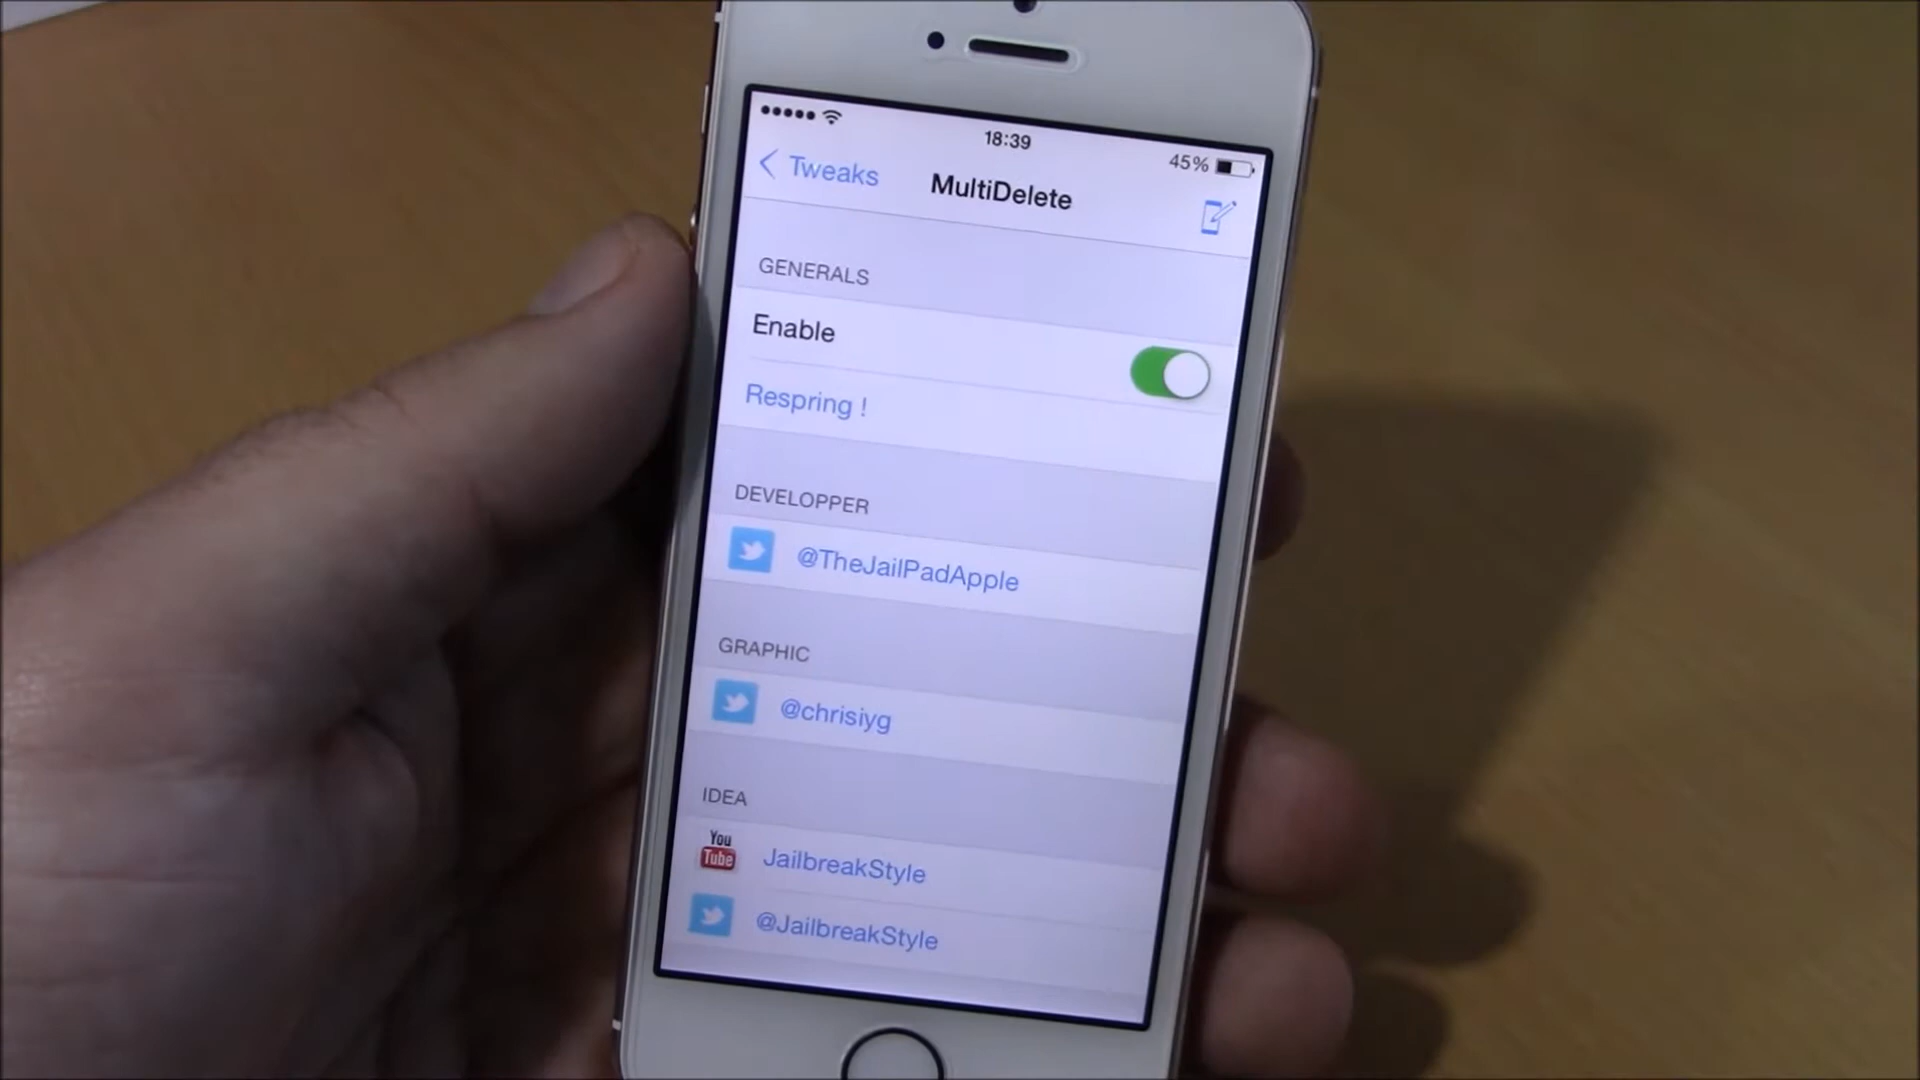 18:39
45%
Tweaks
MultiDelete
GENERALS
Enable
Respring !
DEVELOPPER
@TheJailPadApple
GRAPHIC
@chrisiyg
IDEA
You
Tube
JailbreakStyle
@JailbreakStyle